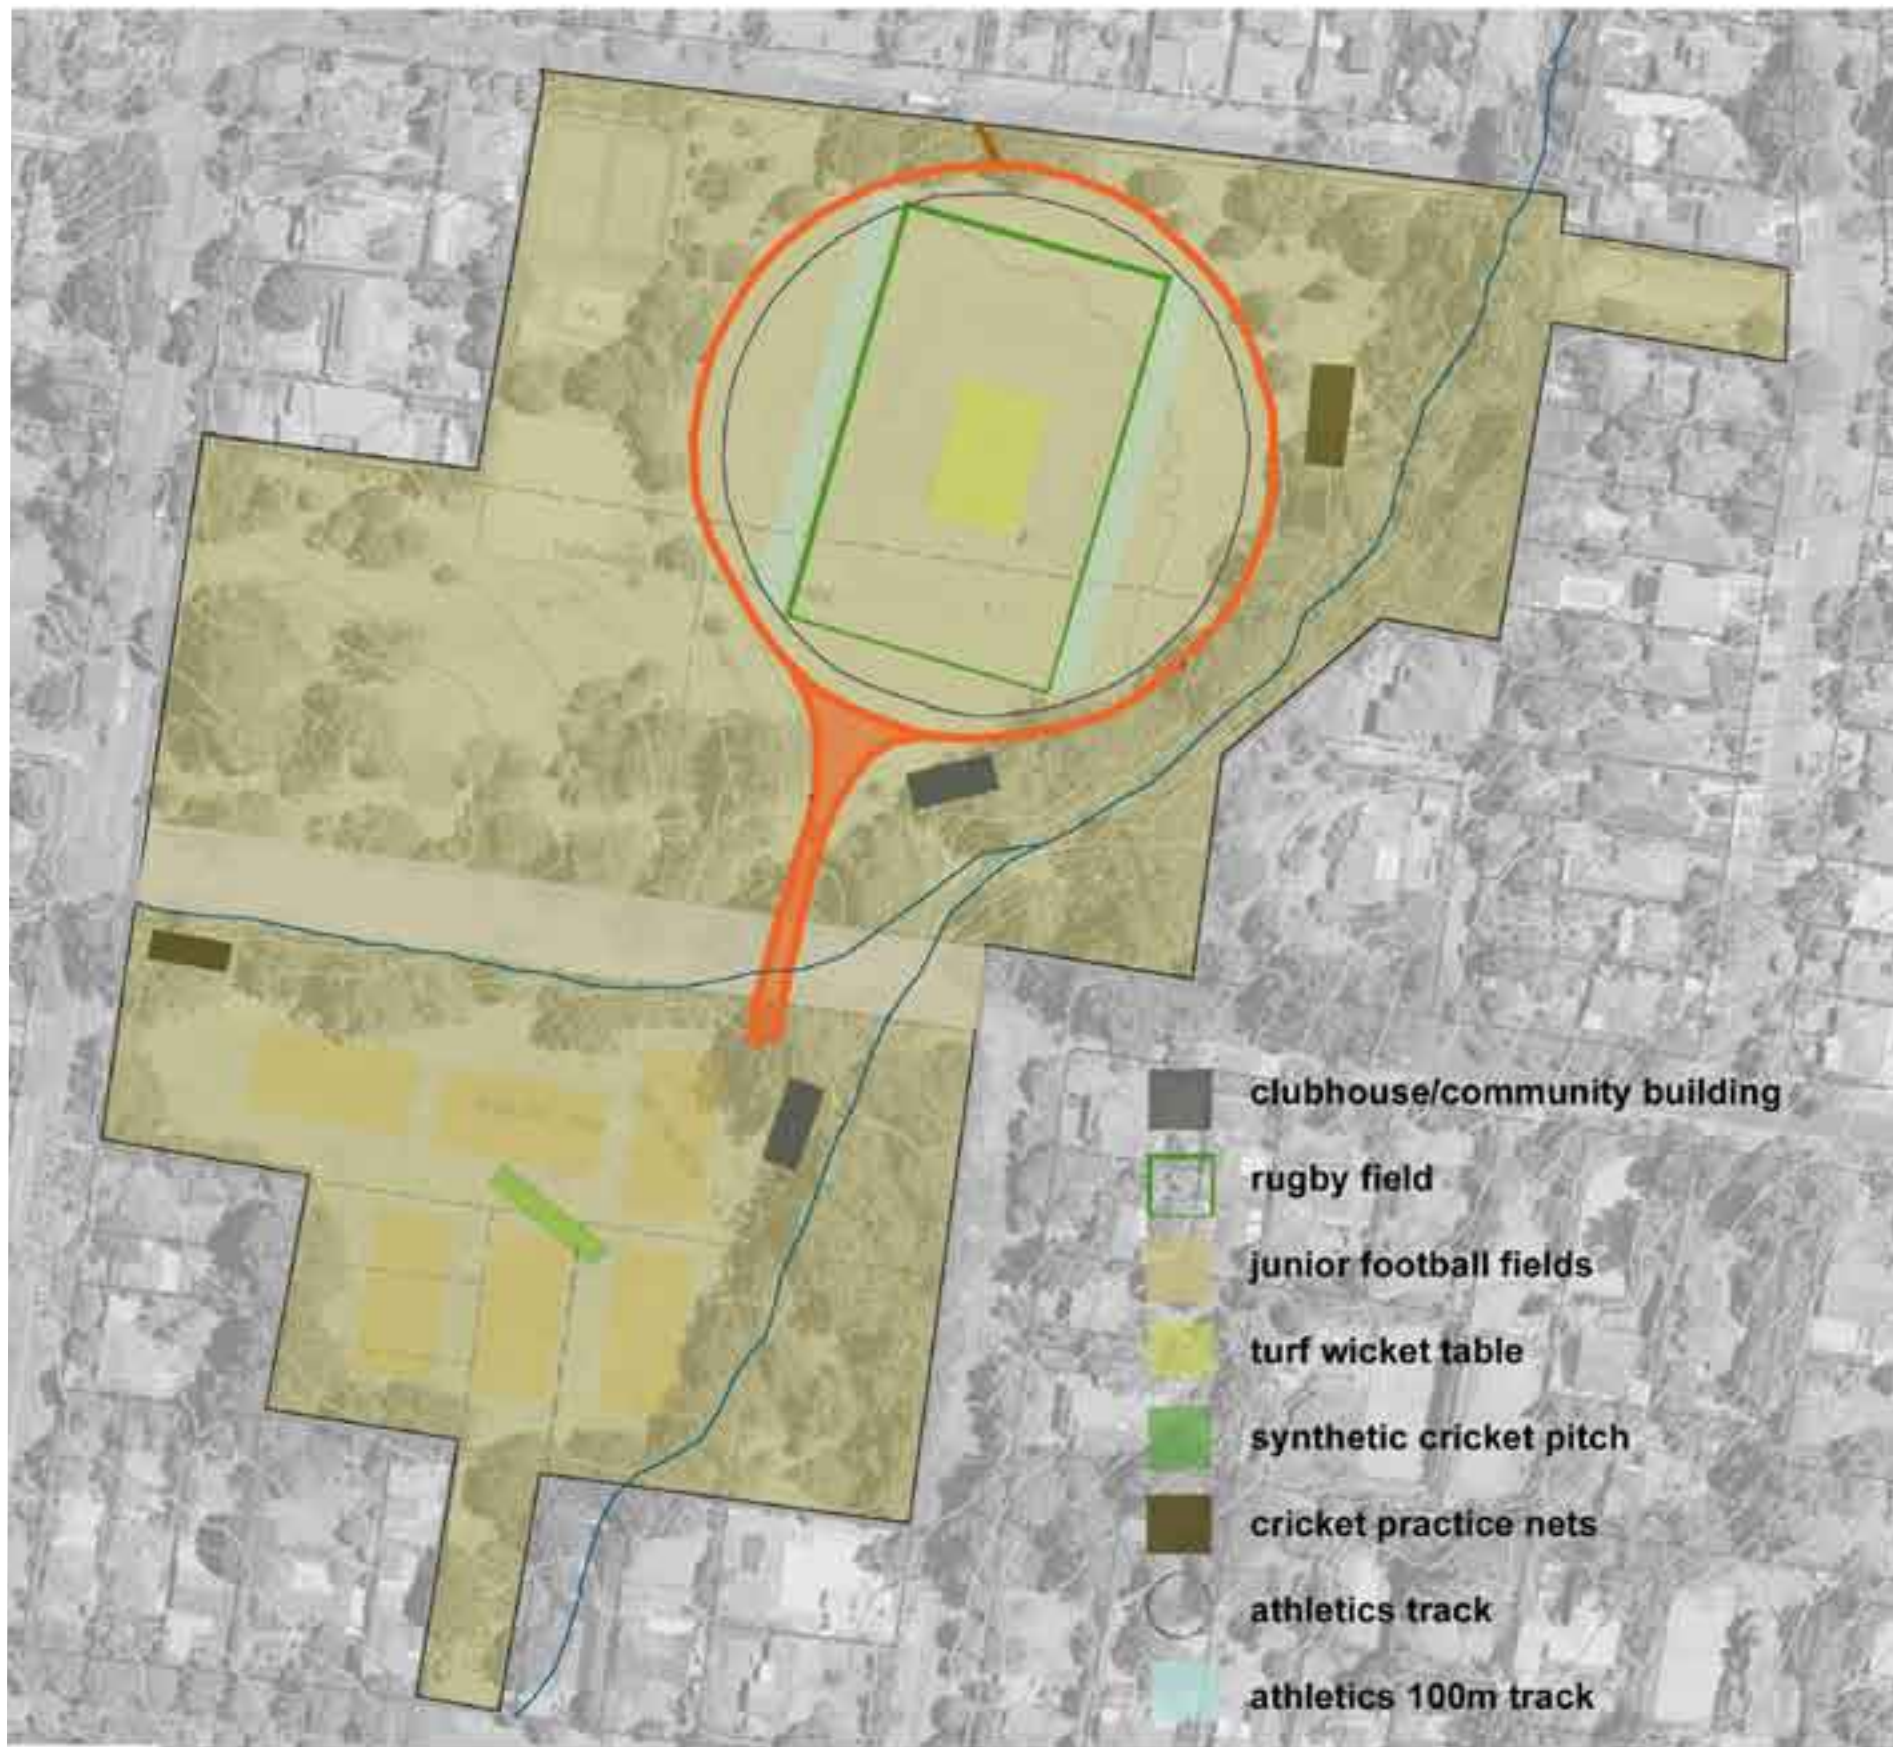 clubhouse/community building
rugby field
junior football fields
turf wicket table
synthetic cricket pitch
cricket practice nets
athletics track
athletics 100m track